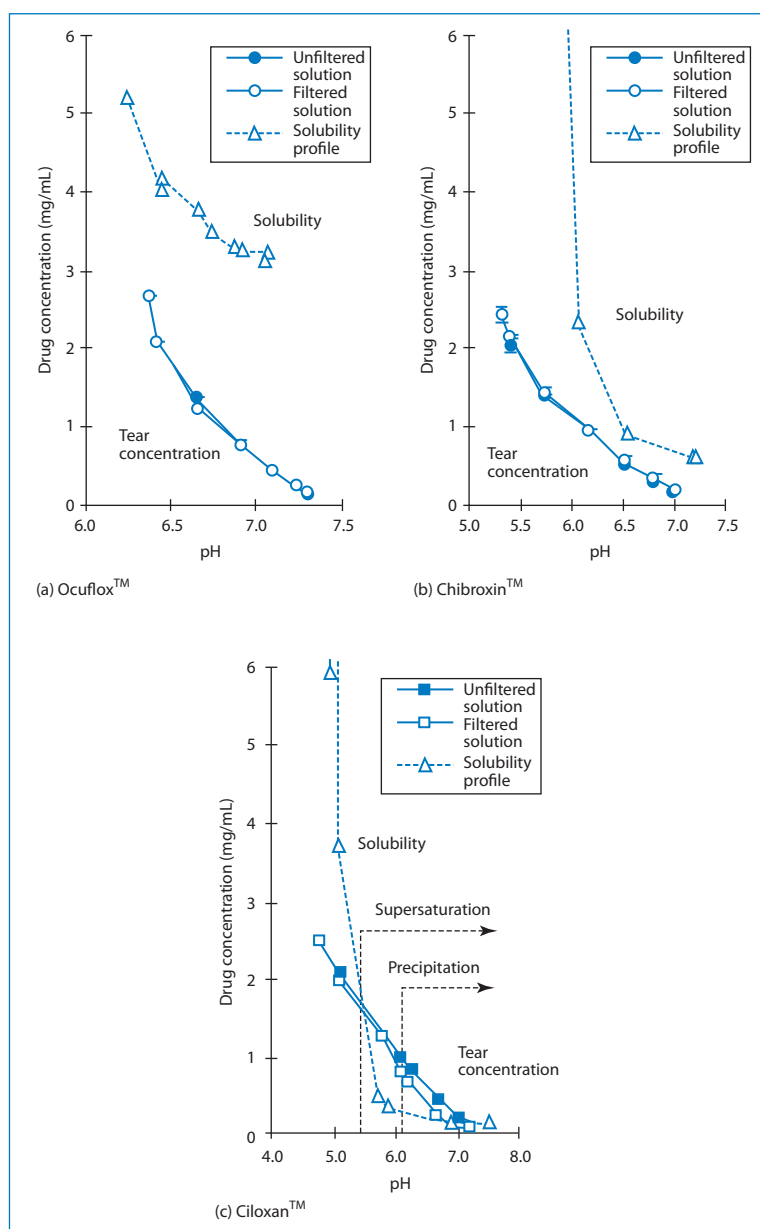 6
5
4
3
2
1
0
Drug concentration (mg/mL)
Unfiltered
solution
Filtered
solution
Solubility
profile
Solubility
Tear
concentration
6.0 6.5 7.0 7.5
pH
(a) Ocuflox™
6
5
4
3
2
1
0
Drug concentration (mg/mL)
Unfiltered
solution
Filtered
solution
Solubility
profile
Solubility
Tear
concentration
5.0 5.5 6.0 6.5 7.0 7.5
pH
(b) Chibroxin™
6
5
4
3
2
1
0
Drug concentration (mg/mL)
Unfiltered
solution
Filtered
solution
Solubility
profile
Solubility
Supersaturation
Precipitation
Tear
concentration
4.0 5.0 6.0 7.0 8.0
pH
(c) Ciloxan™